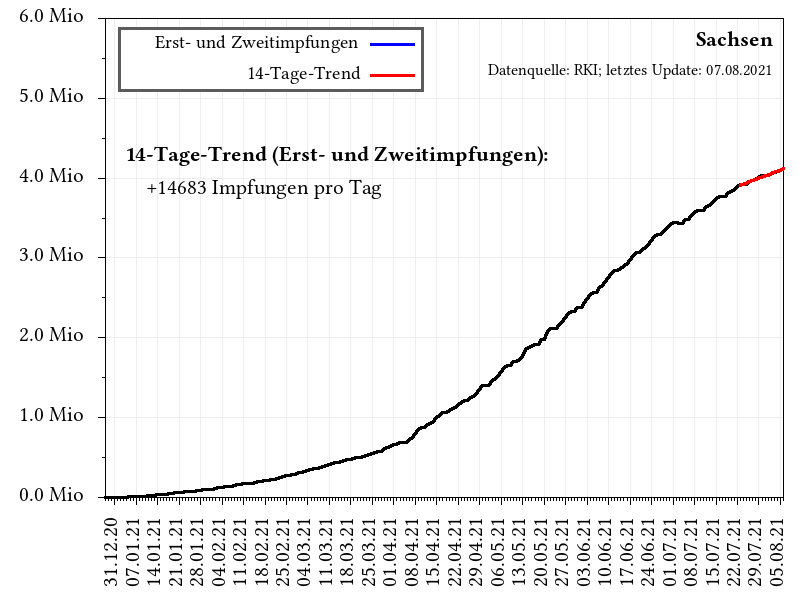 6.0 Mio
5.0 Mio
4.0 Mio
3.0 Mio
2.0 Mio
1.0 Mio
0.0 Mio
Erst- und Zweitimpfungen
14-Tage-Trend
Sachsen
Datenquelle: RKI; letztes Update: 07.08.2021
14-Tage-Trend (Erst- und Zweitimpfungen):
+14683 Impfungen pro Tag
31.12.20
07.01.21
14.01.21
21.01.21
28.01.21
04.02.21
11.02.21
18.02.21
25.02.21
04.03.21
11.03.21
18.03.21
25.03.21
01.04.21
08.04.21
15.04.21
22.04.21
29.04.21
06.05.21
13.05.21
20.05.21
27.05.21
03.06.21
10.06.21
17.06.21
24.06.21
01.07.21
08.07.21
15.07.21
22.07.21
29.07.21
05.08.21